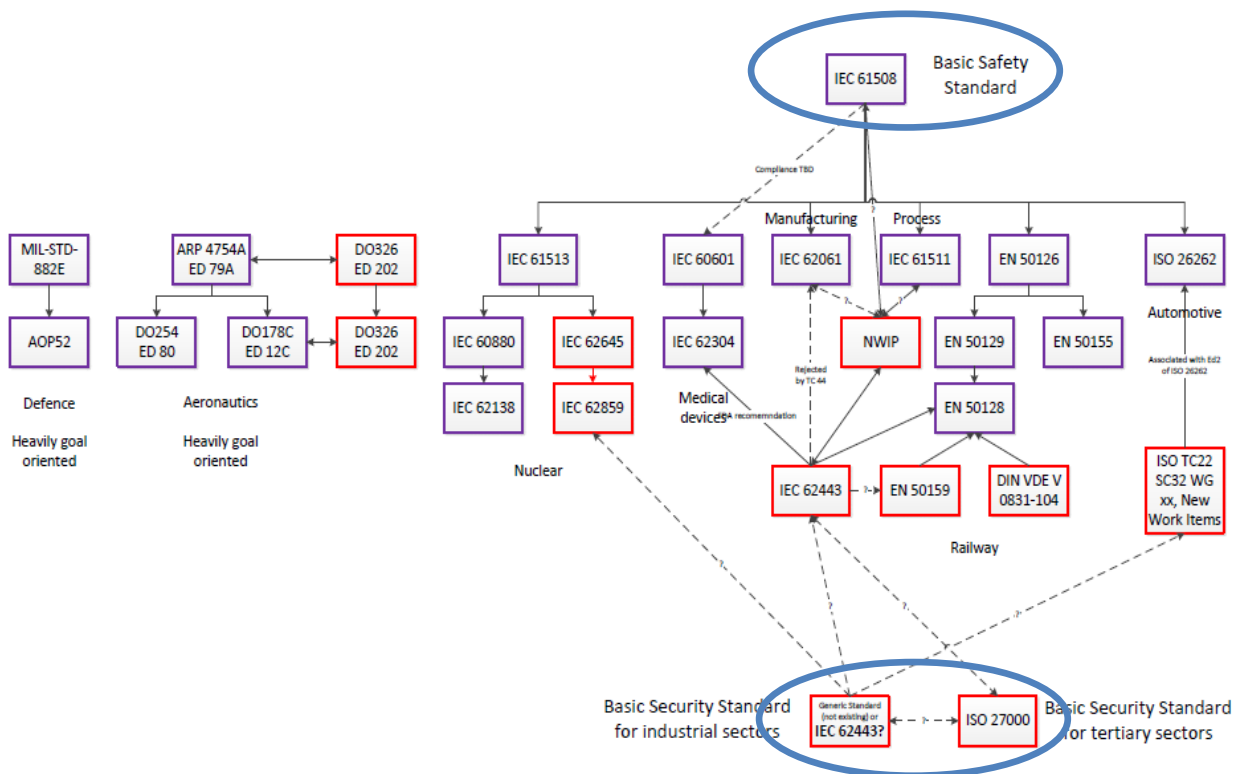 Basic Safety
Standard
IEC 61508
Compliance TBD
?
Manufacturing
Process
MIL-STD-
882E
ARP 4754A
ED 79A
DO326
ED 202
IEC 61513
IEC 60601
IEC 62061
IEC 61511
EN 50126
ISO 26262
Automotive
AOP52
DO254
ED 80
DO178C
ED 12C
DO326
ED 202
IEC 60880
IEC 62645
IEC 62304
?
?
NWIP
EN 50129
EN 50155
Associated with Ed2
of ISO 26262
Rejected
by TC 44
Defence
Heavily goal
oriented
Aeronautics
Heavily goal
oriented
IEC 62138
IEC 62859
Nuclear
Medical
devices
recomemndation
EN 50128
IEC 62443
?
EN 50159
DIN VDE V
0831-104
ISO TC22
SC32 WG
xx, New
Work Items
Railway
?
?
?
?
Basic Security Standard
for industrial sectors
Generic Standard
(not existing) or
IEC 62443?
?
ISO 27000
Basic Security Standard
for tertiary sectors